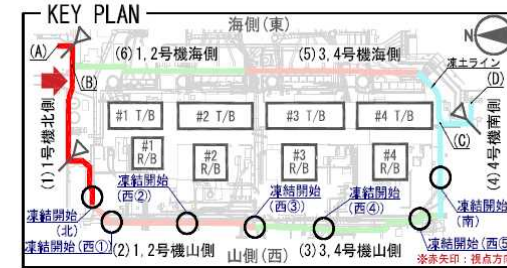 KEY PLAN
海側(東)
N
(A)
(6)1,2号機海側
(5)3,4号機海側
凍土ライン
(B)
(D)
#1 T/B
#2 T/B
#3 T/B
#4 T/B
(C)
(1)1号機北側
(4)4号機南側
#1
R/B
#2
R/B
#3
R/B
#4
R/B
凍結開始
(西②)
凍結開始
(西③)
凍結開始
(西④)
凍結開始
(南)
凍結開始
(北)
凍結開始(西①)
(2)1,2号機山側
山側(西)
(3)3,4号機山側
凍結開始(西⑤
※赤矢印：視点方向